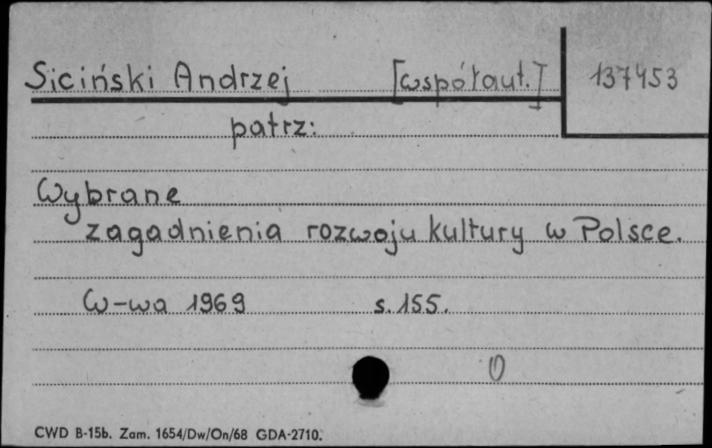 Siciński Andrzej [współaut.] 137453
patrz:
Wybrane
zagadnienia rozwoju kultury w Polsce.
W-wa 1969 s. 155.
CWD B-15b. Zam. 1654/Dw/On/68 GDA-2710.